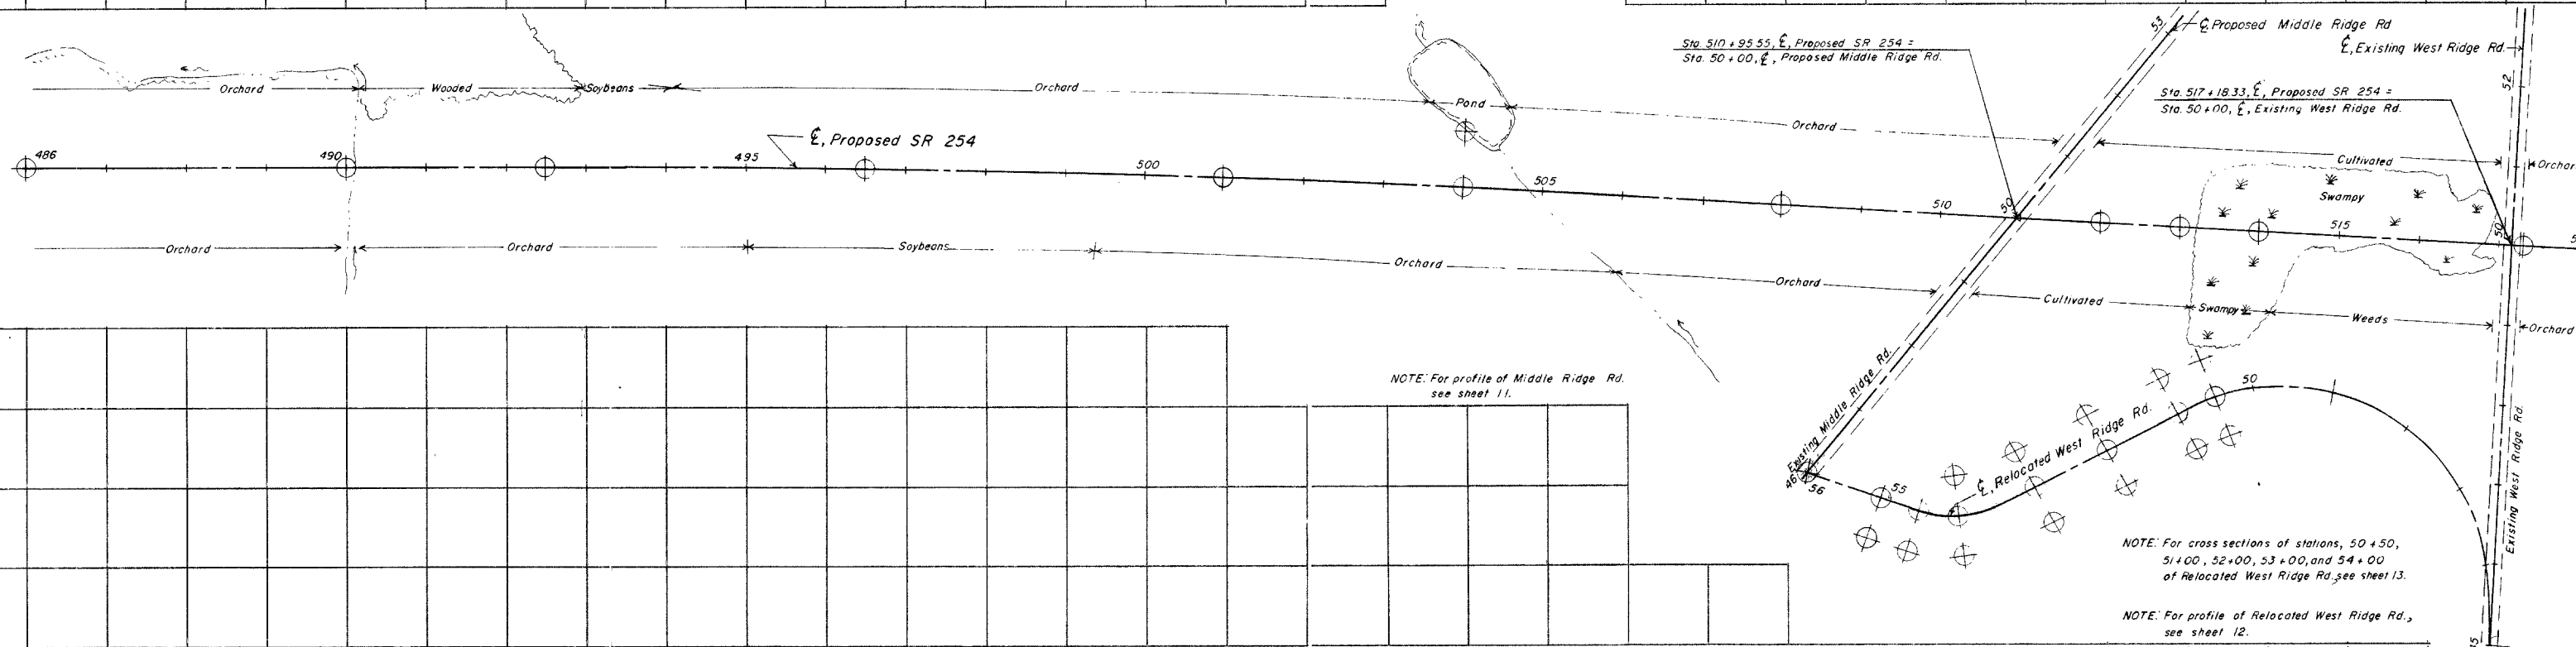 53
₵ Proposed Middle Ridge Rd
₵, Existing West Ridge Rd.
Sta. 510 + 95.55, ₵, Proposed SR 254 =
Sta. 50 + 00, ₵, Proposed Middle Ridge Rd.
52
Orchard
Wooded
Soybeans
Orchard
Pond
Sta. 517 + 18.33, ₵, Proposed SR 254 =
Sta. 50 + 00, ₵, Existing West Ridge Rd.
Orchard
₵, Proposed SR 254
486
490
495
500
505
510
50
515
50
Cultivated
Swampy
Orchard
Orchard
Soybeans
Orchard
Orchard
Cultivated
Swampy
Weeds
Orchard
NOTE: For profile of Middle Ridge Rd.
see sheet 11.
Existing Middle Ridge Rd.
46
56
55
₵, Relocated West Ridge Rd.
50
Existing West Ridge Rd.
NOTE: For cross sections of stations, 50 + 50,
51 + 00, 52 + 00, 53 + 00, and 54 + 00
of Relocated West Ridge Rd., see sheet 13.
NOTE: For profile of Relocated West Ridge Rd.,
see sheet 12.